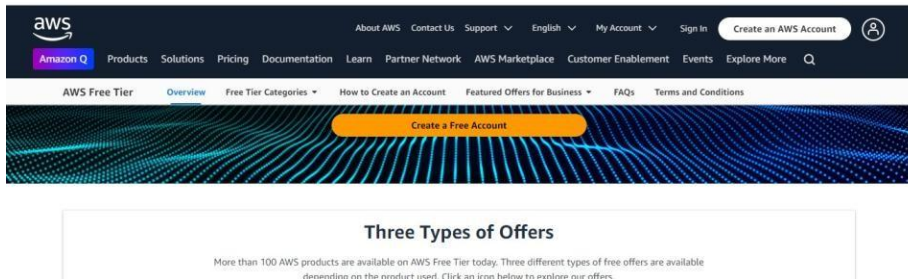 aws
About AWS Contact Us Support English My Account Sign In Create an AWS Account
Amazon Q Products Solutions Pricing Documentation Learn Partner Network AWS Marketplace Customer Enablement Events Explore More
AWS Free Tier Overview Free Tier Categories How to Create an Account Featured Offers for Business FAQs Terms and Conditions
Create a Free Account
Three Types of Offers
More than 100 AWS products are available on AWS Free Tier today. Three different types of free offers are available
depending on the product used. Click an icon below to explore our offers.